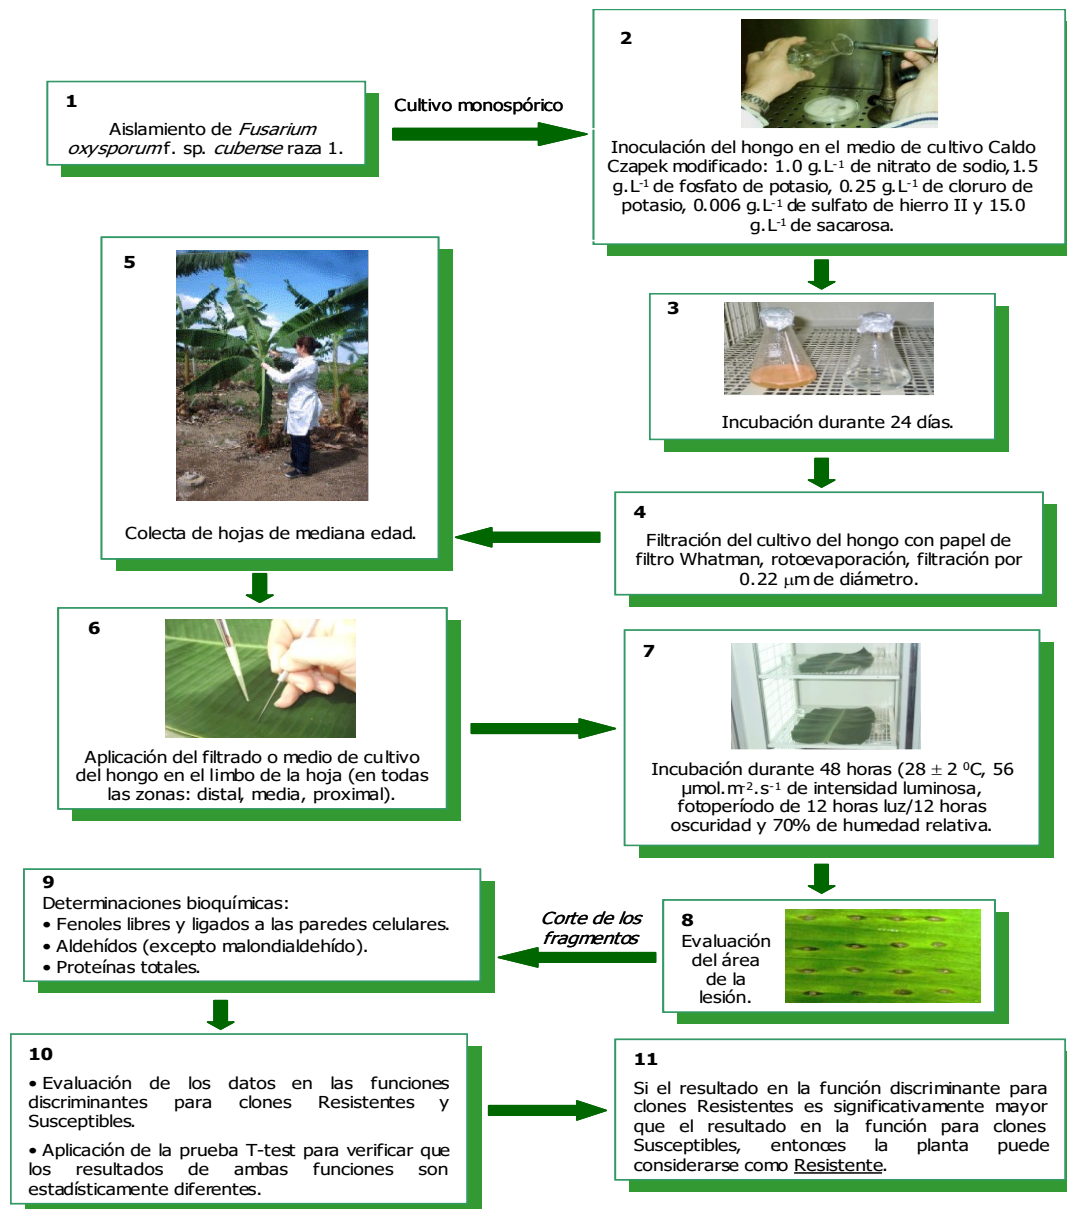 1
Aislamiento de Fusarium
oxysporum f. sp. cubense raza 1.
Cultivo monospórico
2
Inoculación del hongo en el medio de cultivo Caldo
Czapek modificado: 1.0 g.L-1 de nitrato de sodio,1.5
g.L-1 de fosfato de potasio, 0.25 g.L-1 de cloruro de
potasio, 0.006 g.L-1 de sulfato de hierro II y 15.0
g.L-1 de sacarosa.
3
Incubación durante 24 días.
4
Filtración del cultivo del hongo con papel de
filtro Whatman, rotoevaporación, filtración por
0.22 μm de diámetro.
5
Colecta de hojas de mediana edad.
6
Aplicación del filtrado o medio de cultivo
del hongo en el limbo de la hoja (en todas
las zonas: distal, media, proximal).
7
Incubación durante 48 horas (28 ± 2 ⁰C, 56
μmol.m-2.s-1 de intensidad luminosa,
fotoperíodo de 12 horas luz/12 horas
oscuridad y 70% de humedad relativa.
8
Evaluación
del área
de la
lesión.
Corte de los
fragmentos
9
Determinaciones bioquímicas:
• Fenoles libres y ligados a las paredes celulares.
• Aldehídos (excepto malondialdehído).
• Proteínas totales.
10
• Evaluación de los datos en las funciones
discriminantes para clones Resistentes y
Susceptibles.
• Aplicación de la prueba T-test para verificar que
los resultados de ambas funciones son
estadísticamente diferentes.
11
Si el resultado en la función discriminante para
clones Resistentes es significativamente mayor
que el resultado en la función para clones
Susceptibles, entonces la planta puede
considerarse como Resistente.